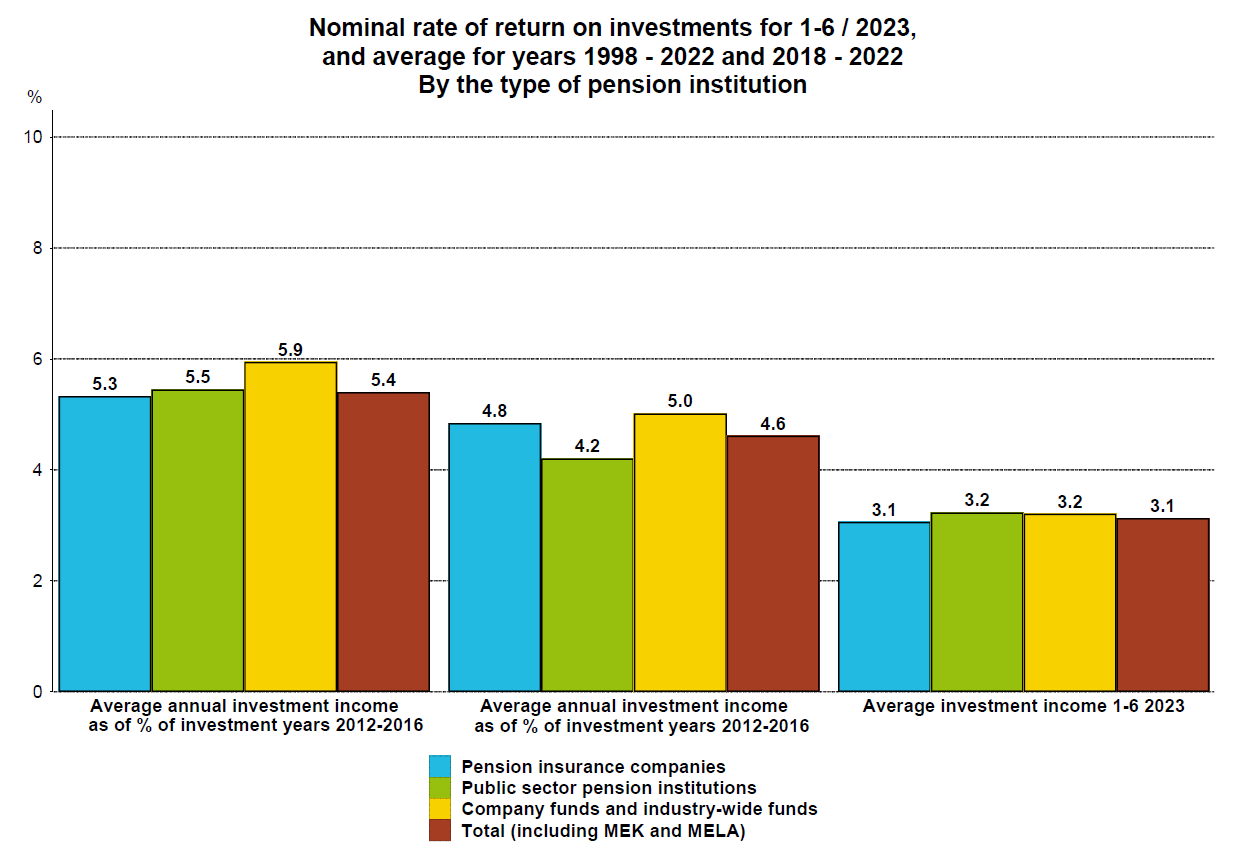 Nominal rate of return on investments for 1-6 / 2023,
and average for years 1998 - 2022 and 2018 - 2022
By the type of pension institution
%
10
8
6
4
2
0
5.3
5.5
5.9
5.4
4.8
4.2
5.0
4.6
3.1
3.2
3.2
3.1
Average annual investment income
as of % of investment years 2012-2016
Average annual investment income
as of % of investment years 2012-2016
Average investment income 1-6 2023
Pension insurance companies
Public sector pension institutions
Company funds and industry-wide funds
Total (including MEK and MELA)